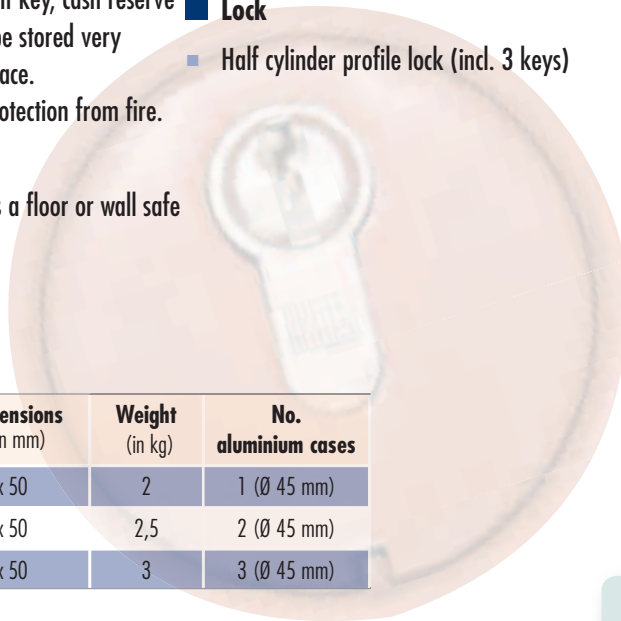 key, cash reserve
be stored very
ace.
otection from fire.
s a floor or wall safe
Lock
Half cylinder profile lock (incl. 3 keys)
ensions Weight No.
n mm) (in kg) aluminium cases
x 50 2 1 (Ø 45 mm)
x 50 2,5 2 (Ø 45 mm)
x 50 3 3 (Ø 45 mm)